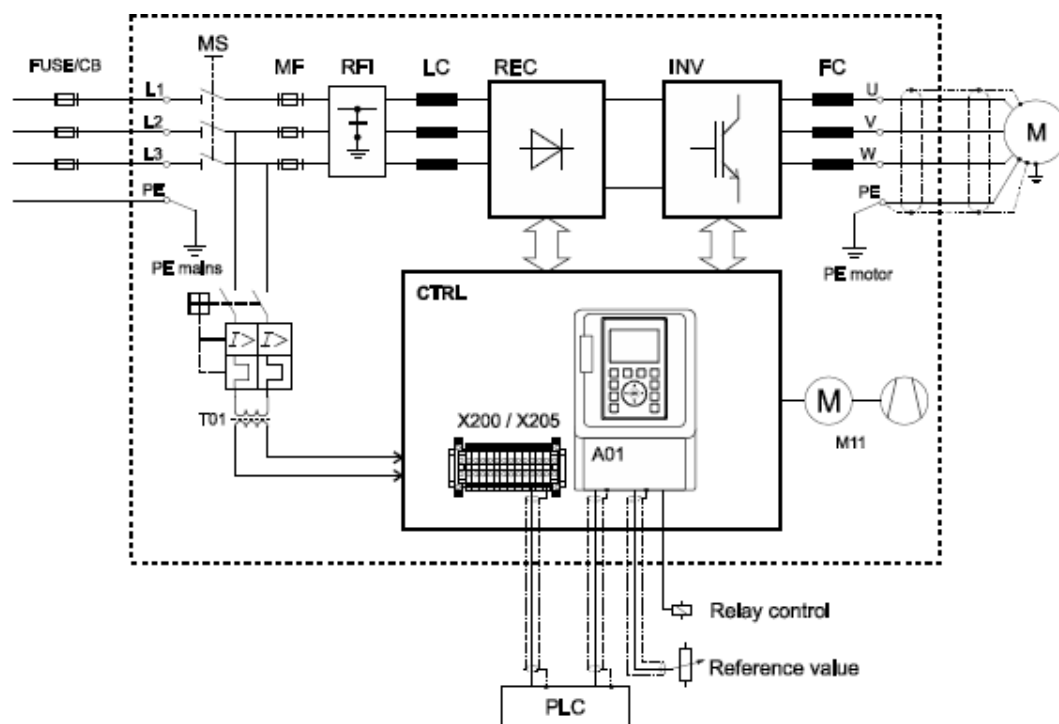 FUSE/CB
MS
MF
RFI
LC
REC
INV
FC
L1
L2
L3
PE
PE mains
U
V
W
PE
PE motor
M
CTRL
I>
I>
T01
X200 / X205
A01
M
M11
Relay control
Reference value
PLC